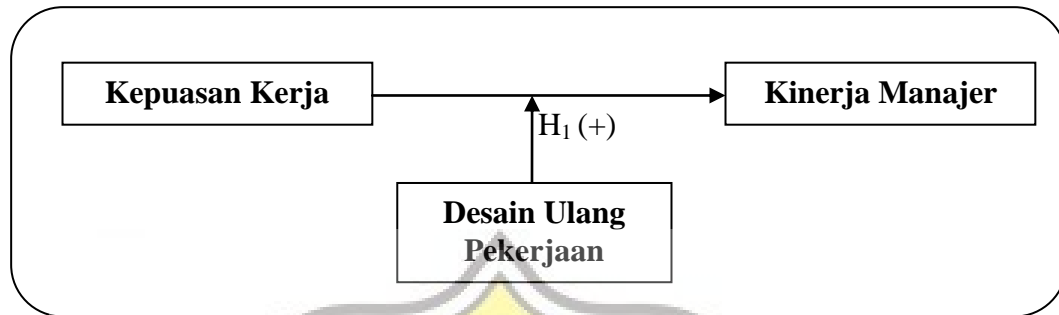 Kepuasan Kerja
Kinerja Manajer
H₁ (+)
Desain Ulang
Pekerjaan